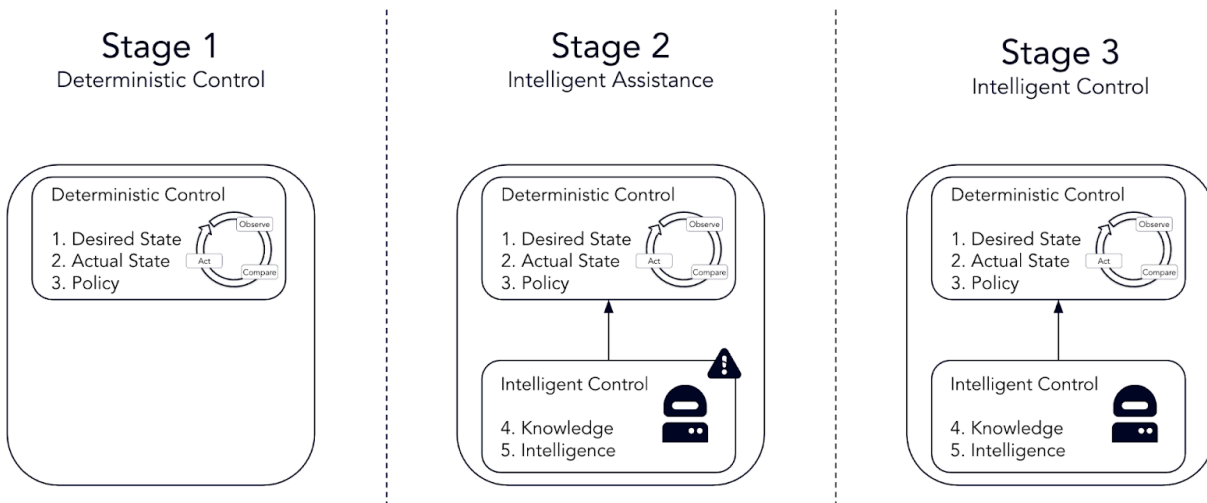 Stage 1
Deterministic Control
Deterministic Control
1. Desired State
2. Actual State
3. Policy
Observe
Compare
Act
Stage 2
Intelligent Assistance
Deterministic Control
1. Desired State
2. Actual State
3. Policy
Observe
Compare
Act
Intelligent Control
4. Knowledge
5. Intelligence
Stage 3
Intelligent Control
Deterministic Control
1. Desired State
2. Actual State
3. Policy
Observe
Compare
Act
Intelligent Control
4. Knowledge
5. Intelligence